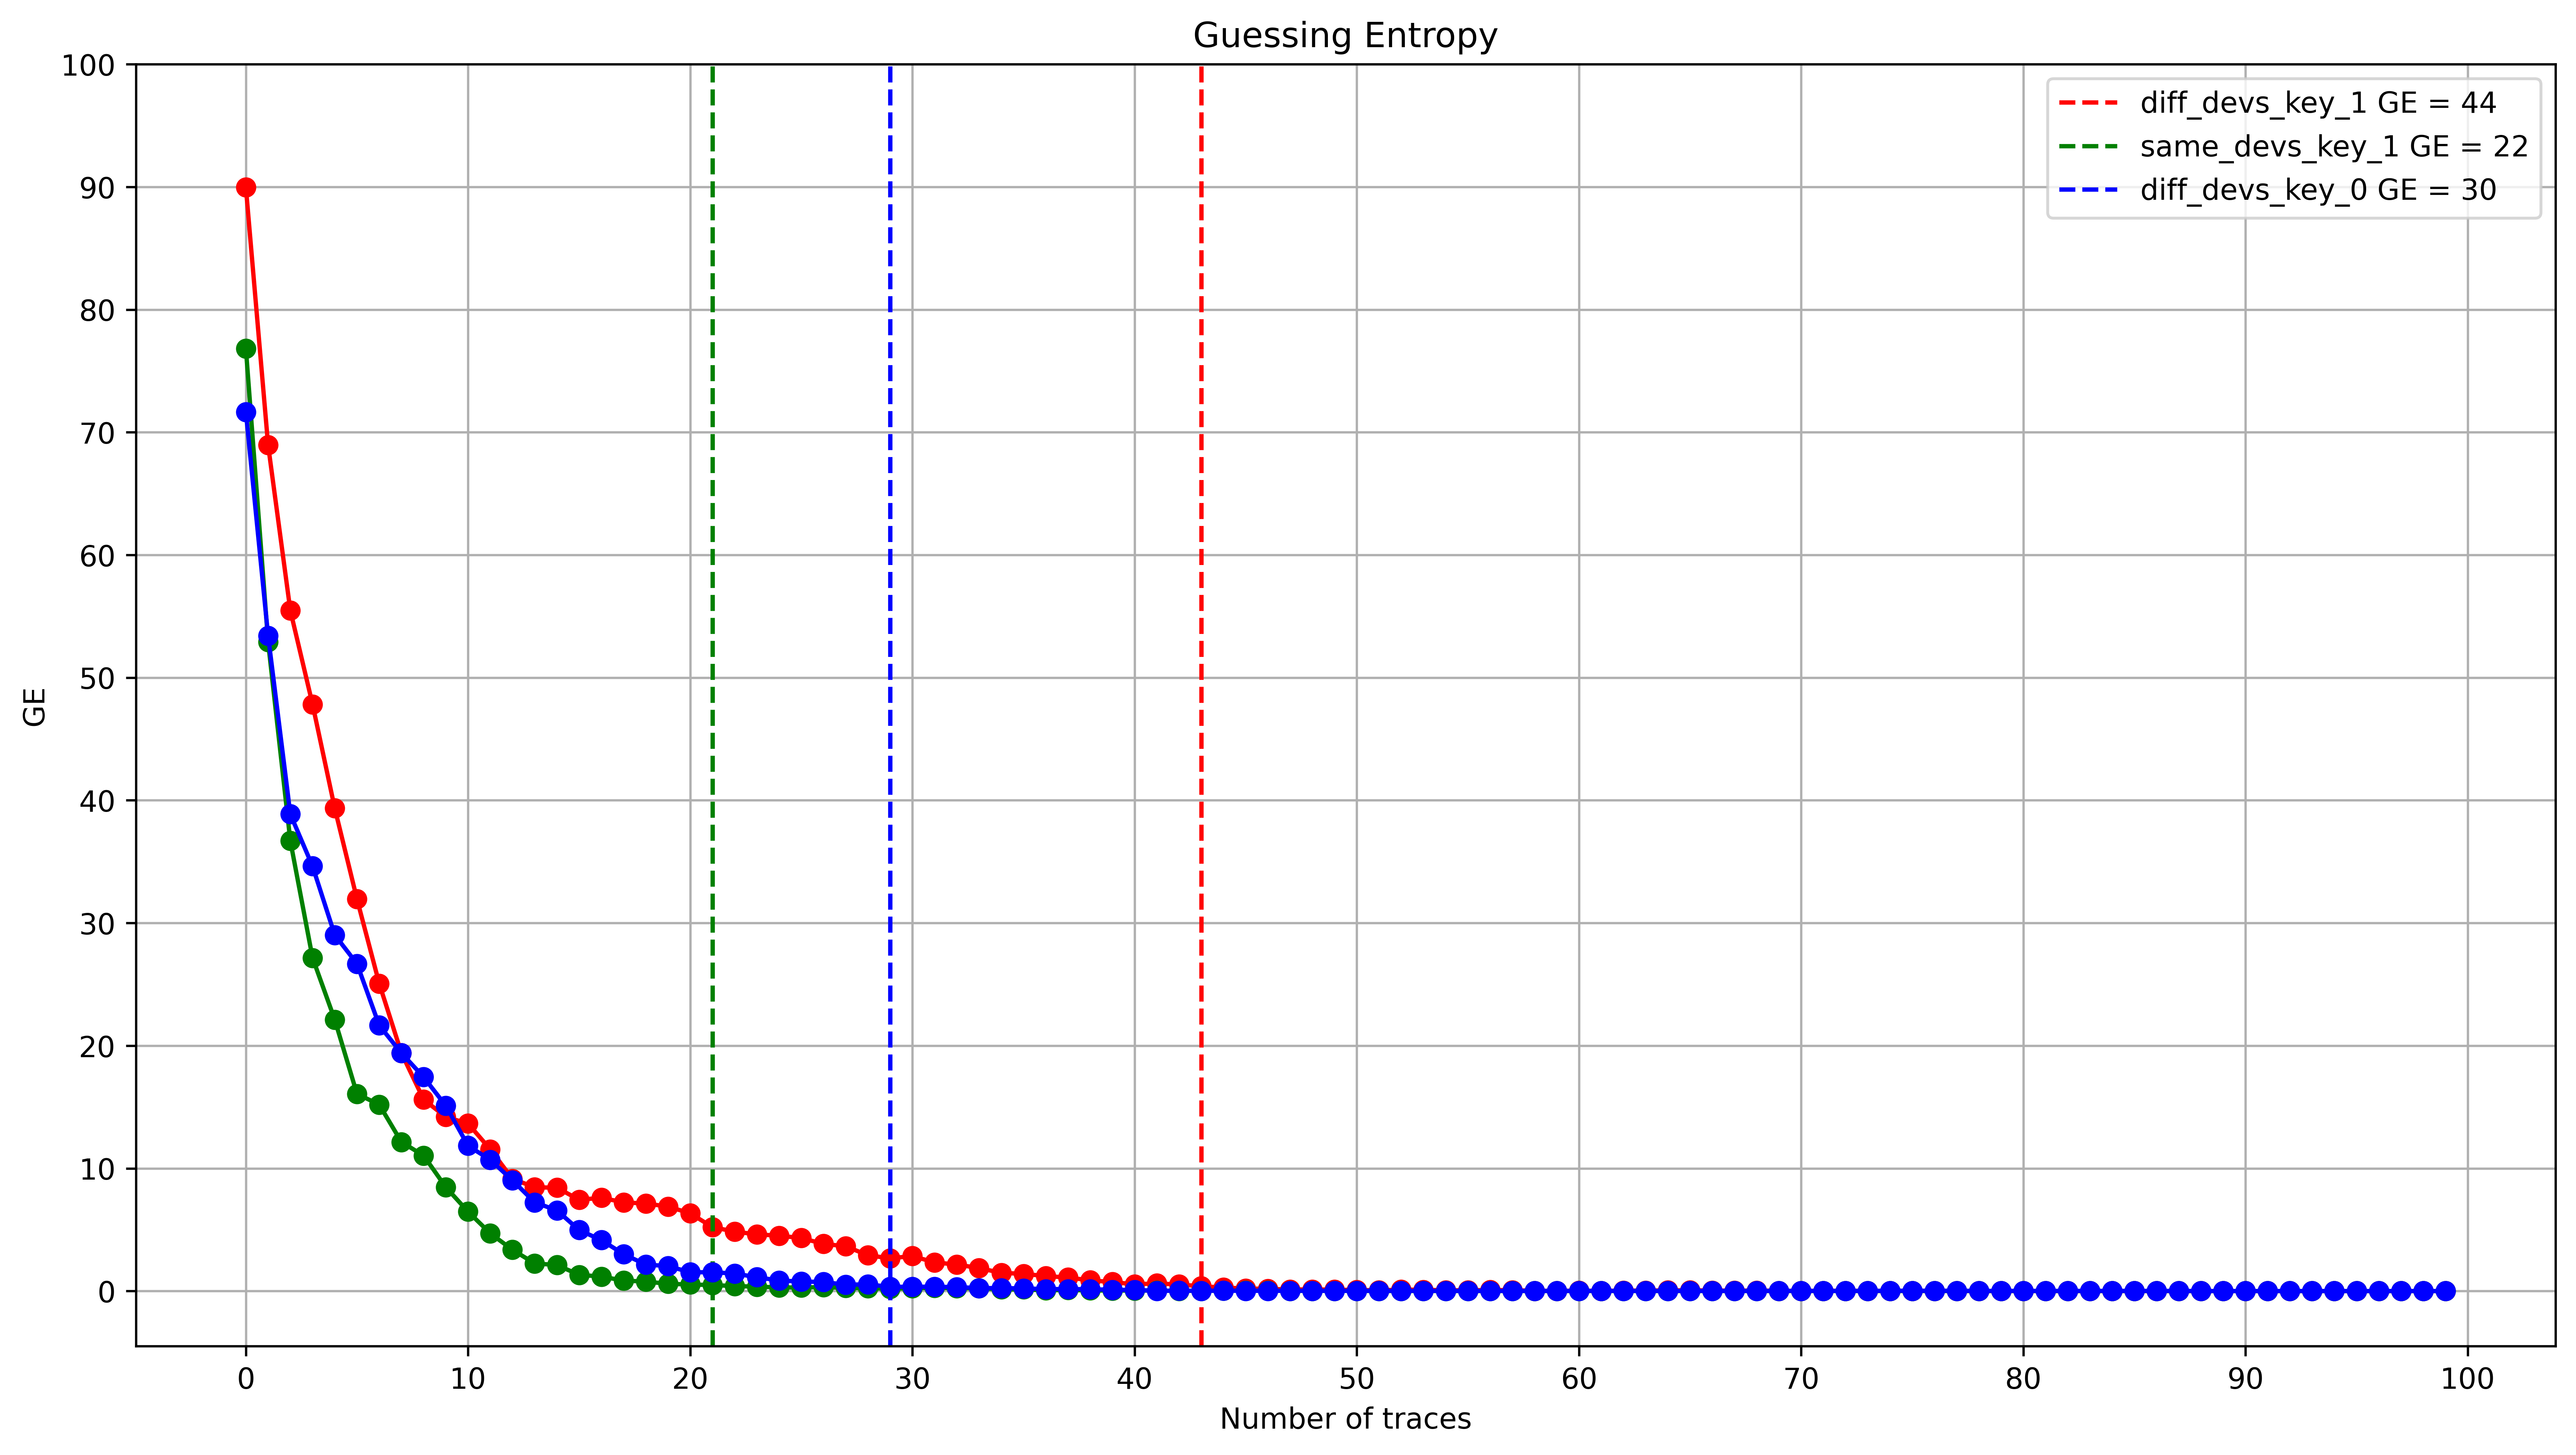 Guessing Entropy
100
90
80
70
60
50
40
30
20
10
0
GE
diff_devs_key_1 GE = 44
same_devs_key_1 GE = 22
diff_devs_key_0 GE = 30
0 10 20 30 40 50 60 70 80 90 100
Number of traces